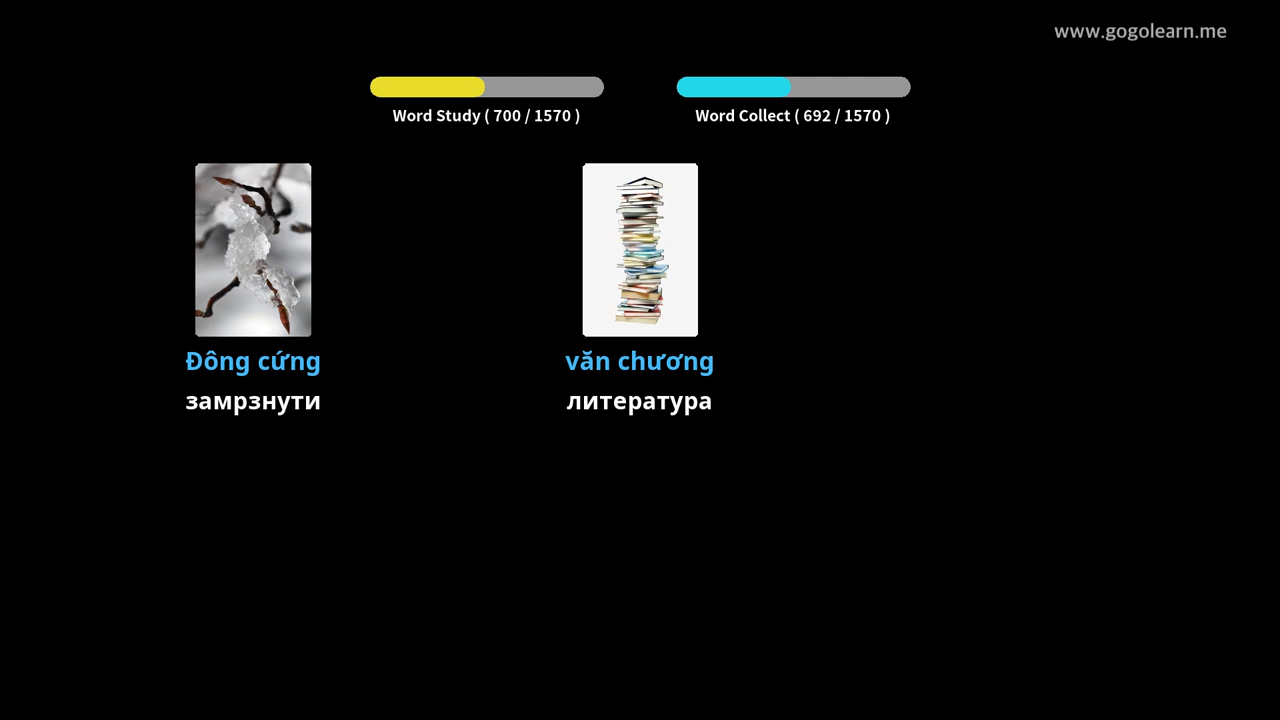 www.gogolearn.me
Word Study ( 700 / 1570 )
Word Collect ( 692 / 1570 )
Đông cứng
замрзнути
văn chương
литература